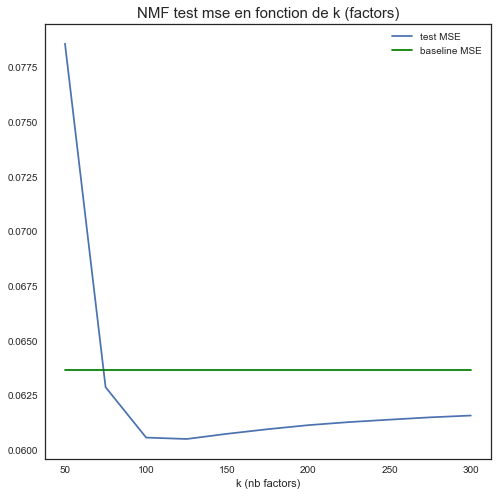 NMF test mse en fonction de k (factors)
test MSE
baseline MSE
0.0775
0.0750
0.0725
0.0700
0.0675
0.0650
0.0625
0.0600
50 100 150 200 250 300
k (nb factors)